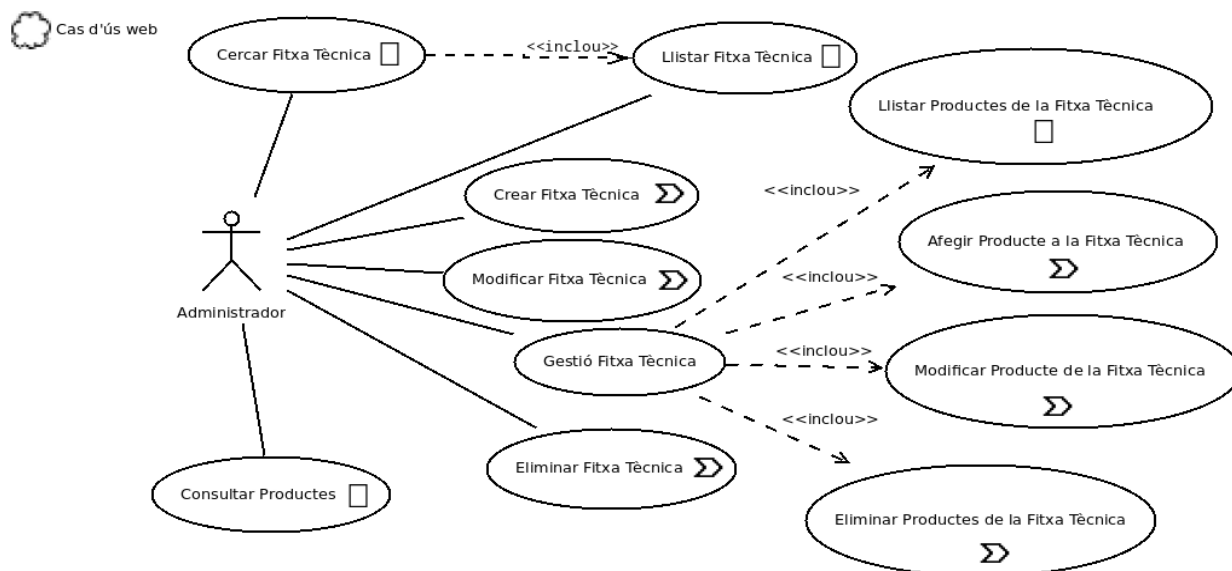 Cas d'ús web
Cercar Fitxa Tècnica
<<inclou>>
Llistar Fitxa Tècnica
Llistar Productes de la Fitxa Tècnica
Crear Fitxa Tècnica
<<inclou>>
Afegir Producte a la Fitxa Tècnica
Modificar Fitxa Tècnica
<<inclou>>
Administrador
Gestió Fitxa Tècnica
<<inclou>>
Modificar Producte de la Fitxa Tècnica
<<inclou>>
Eliminar Fitxa Tècnica
Consultar Productes
Eliminar Productes de la Fitxa Tècnica